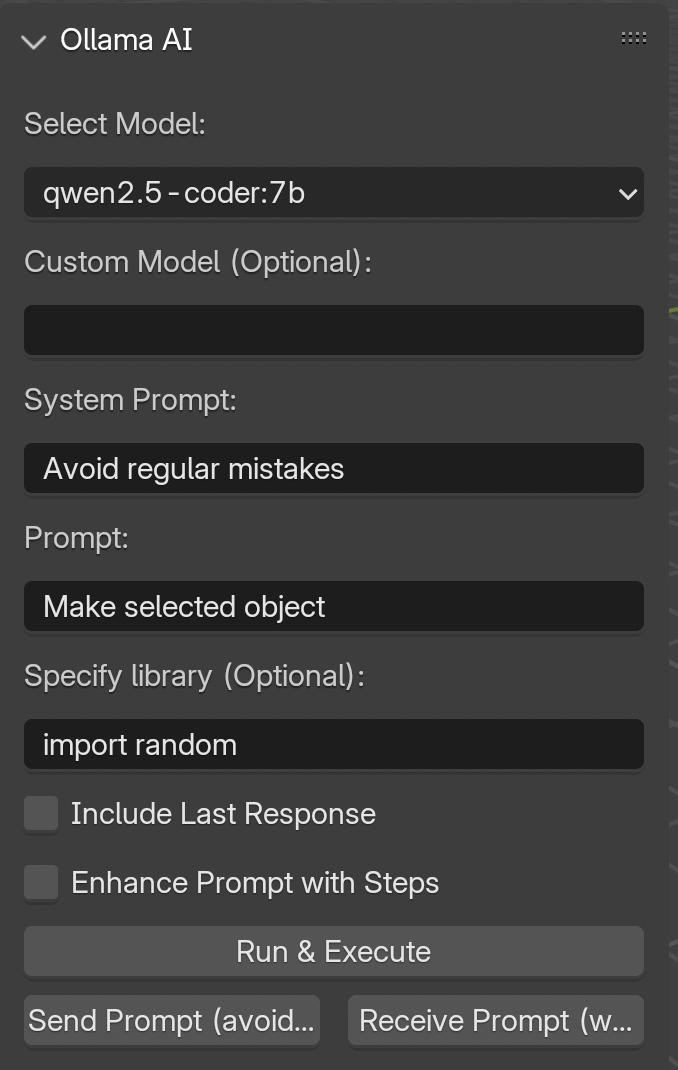 Ollama AI
Select Model:
qwen2.5-coder:7b
Custom Model (Optional):
System Prompt:
Avoid regular mistakes
Prompt:
Make selected object
Specify library (Optional):
import random
Include Last Response
Enhance Prompt with Steps
Run & Execute
Send Prompt (avoid... Receive Prompt (w...